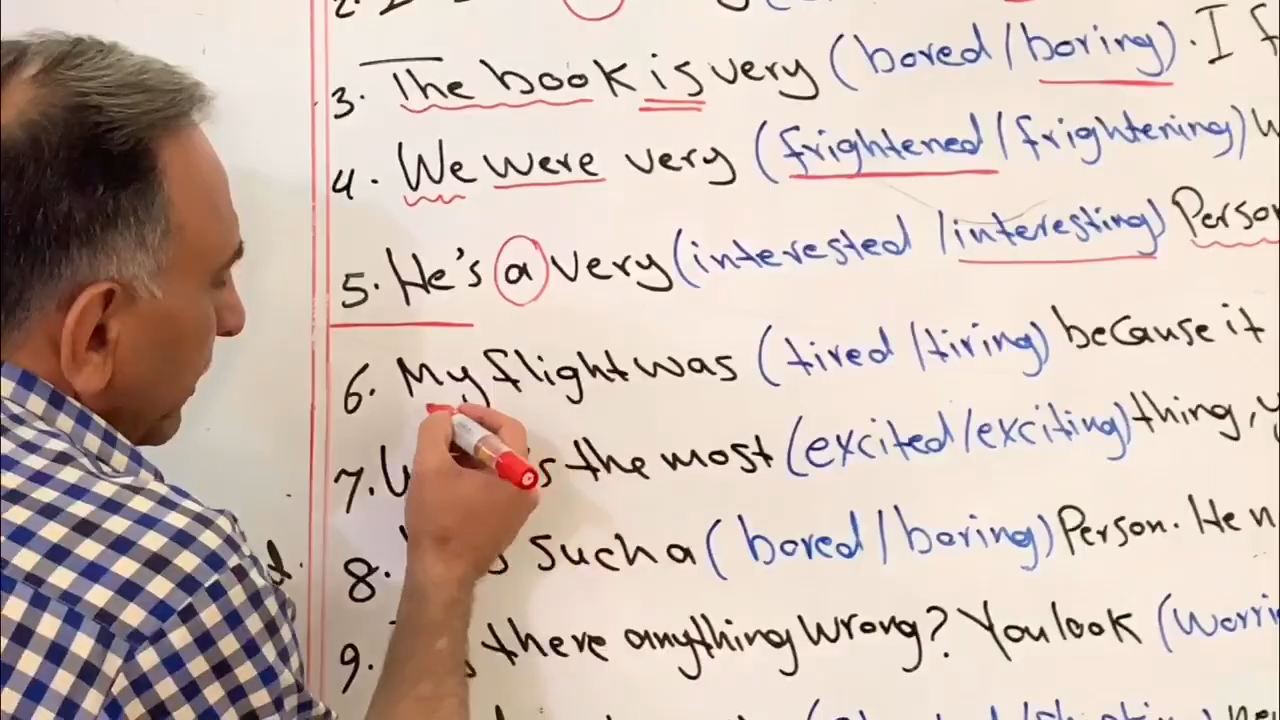 2.
3. The book is very (bored/boring). I
4. We were very (frightened/frightening)
5. He's a very (interested/interesting) Perso
6. My flight was (tired/tiring) because it
7. is the most (excited/exciting) thing,
8. such a (bored/boring) Person. He
9. there anything wrong? You look (worri